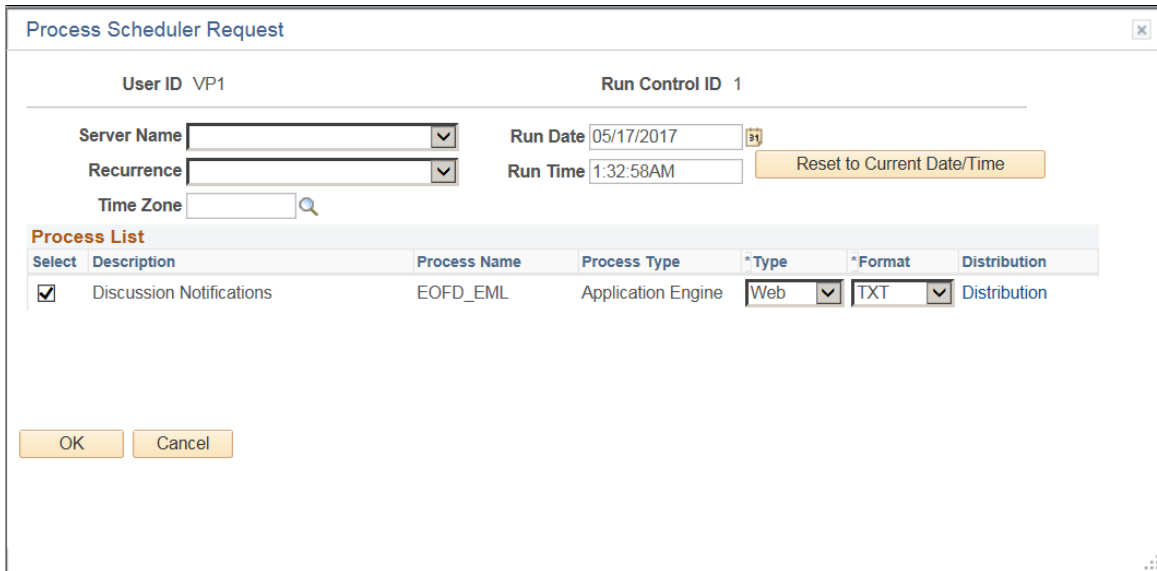 Process Scheduler Request
User ID VP1 Run Control ID 1
Server Name Run Date 05/17/2017 31
Recurrence Run Time 1:32:58AM Reset to Current Date/Time
Time Zone
Process List
Select Description Process Name Process Type *Type *Format Distribution
Discussion Notifications EOFD_EML Application Engine Web TXT Distribution
OK Cancel